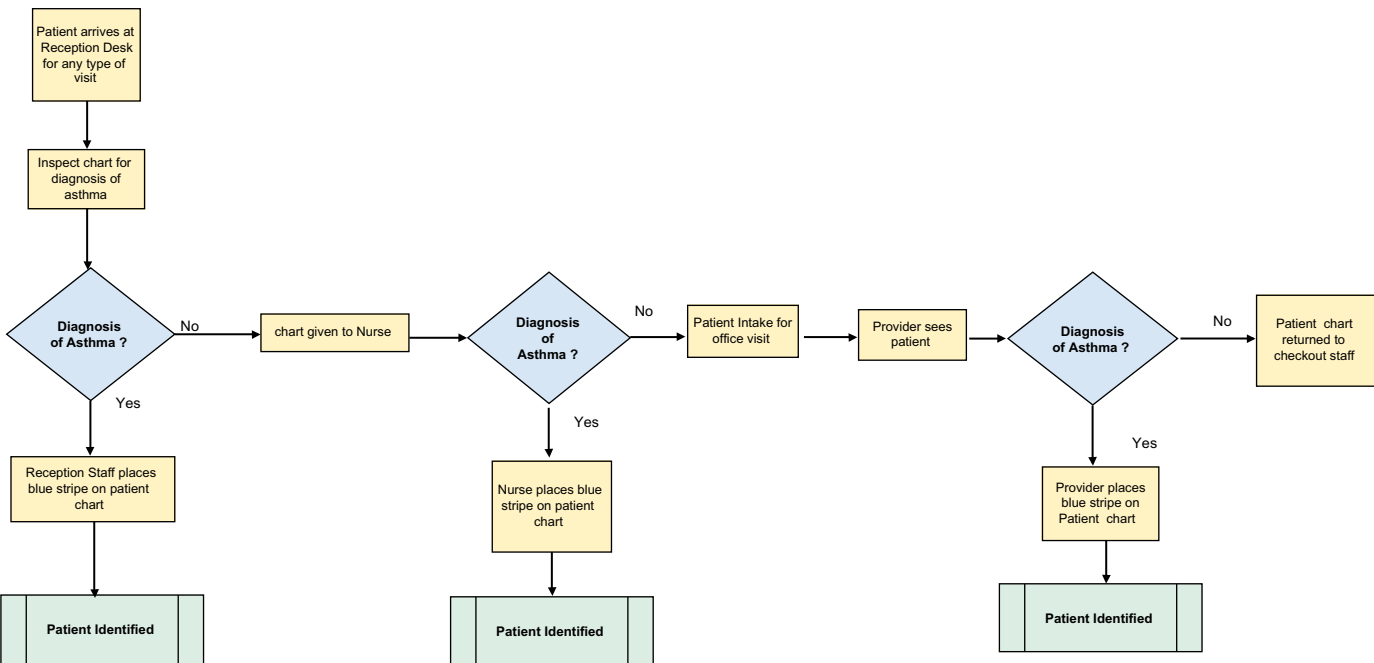 Patient arrives at
Reception Desk
for any type of
visit
Inspect chart for
diagnosis of
asthma
Diagnosis
of Asthma ?
No
chart given to Nurse
Diagnosis
of
Asthma ?
No
Patient Intake for
office visit
Provider sees
patient
Diagnosis
of Asthma ?
No
Patient chart
returned to
checkout staff
Yes
Reception Staff places
blue stripe on patient
chart
Patient Identified
Yes
Nurse places blue
stripe on patient
chart
Patient Identified
Yes
Provider places
blue stripe on
Patient chart
Patient Identified